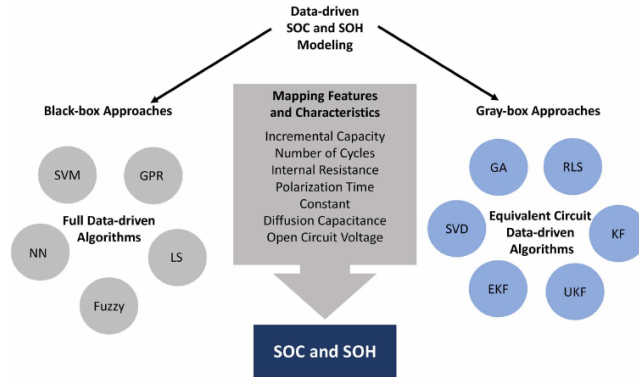 Data-driven
SOC and SOH
Modeling
Black-box Approaches
SVM
GPR
Full Data-driven
Algorithms
NN
LS
Fuzzy
Mapping Features
and Characteristics
Incremental Capacity
Number of Cycles
Internal Resistance
Polarization Time
Constant
Diffusion Capacitance
Open Circuit Voltage
SOC and SOH
Gray-box Approaches
GA
RLS
SVD
Equivalent Circuit
Data-driven
Algorithms
KF
EKF
UKF